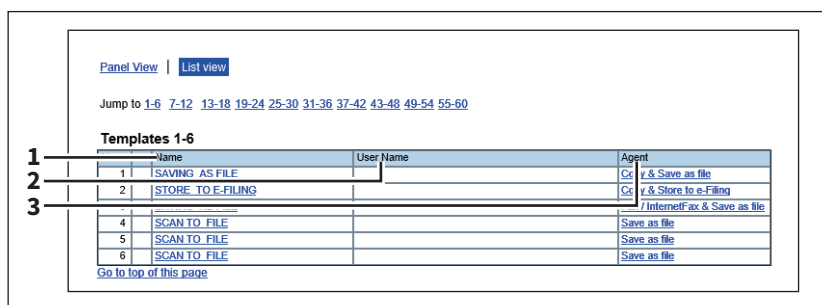 Panel View | List view
Jump to 1-6 7-12 13-18 19-24 25-30 31-36 37-42 43-48 49-54 55-60
Templates 1-6
1 Name User Name Agent
1 SAVING AS FILE Copy & Save as file
2
2 STORE TO E-FILING Copy & Store to e-Filing
3 / InternetFax & Save as file
4 SCAN TO FILE Save as file
5 SCAN TO FILE Save as file
6 SCAN TO FILE Save as file
Go to top of this page